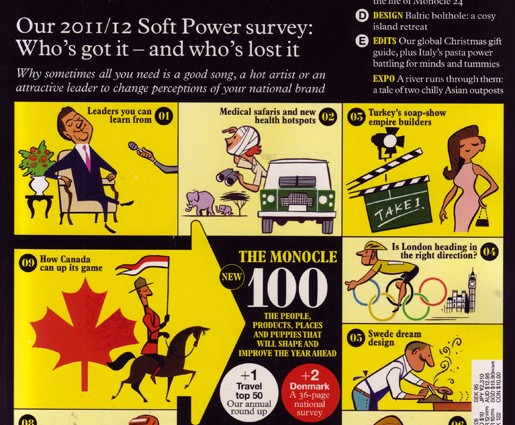 the life of Monocle 24
D DESIGN Baltic bolthole: a cosy
island retreat
E EDITS Our global Christmas gift
guide, plus Italy's pasta power
battling for minds and tummies
EXPO A river runs through them:
a tale of two chilly Asian outposts
Our 2011/12 Soft Power survey:
Who's got it – and who's lost it
Why sometimes all you need is a good song, a hot artist or an
attractive leader to change perceptions of your national brand
Leaders you can
learn from
01
Medical safaris and new
health hotspots
02
03
Turkey's soap-show
empire builders
TAKE!
09
How Canada
can up its game
NEW
THE MONOCLE
100
THE PEOPLE,
PRODUCTS, PLACES
AND PUPPIES THAT
WILL SHAPE AND
IMPROVE THE YEAR AHEAD
+1
Travel
top 50
Our annual
round up
+2
Denmark
A 36-page
national
survey
Is London heading in
the right direction?
04
05
Swede dream
design